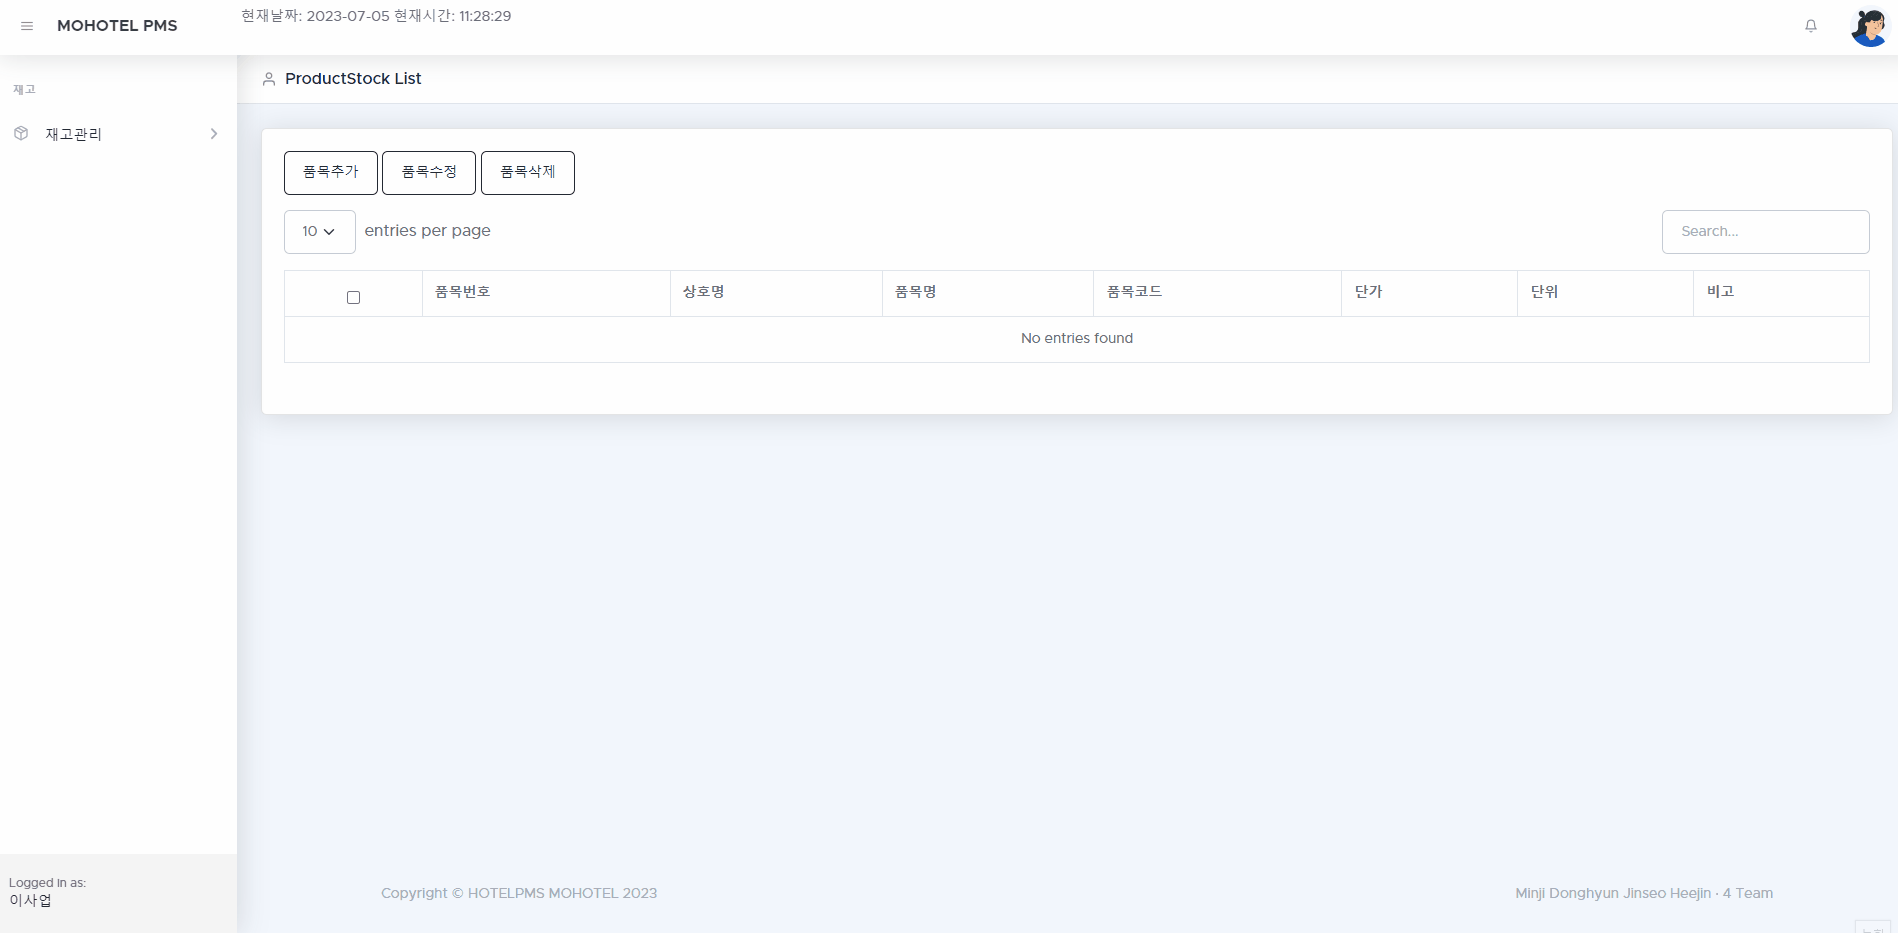 MOHOTEL PMS
현재날짜: 2023-07-05 현재시간: 11:28:29
재고
재고관리
ProductStock List
품목추가 품목수정 품목삭제
10 entries per page
Search...
품목번호 상호명 품목명 품목코드 단가 단위 비고
No entries found
Logged in as:
이사업
Copyright © HOTELPMS MOHOTEL 2023
Minji Donghyun Jinseo Heejin · 4 Team